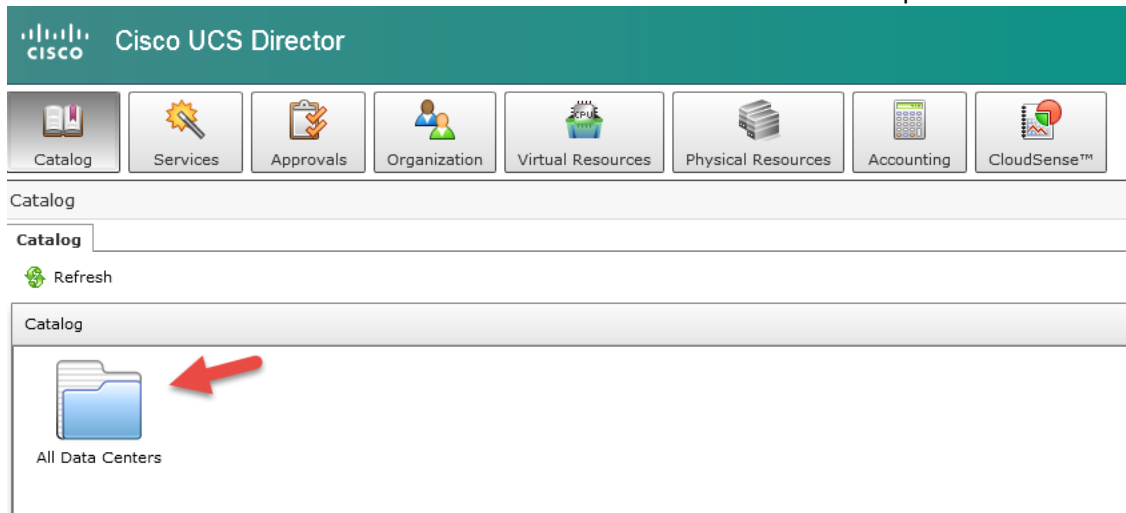 cisco Cisco UCS Director
CPU
Catalog Services Approvals Organization Virtual Resources Physical Resources Accounting CloudSense™
Catalog
Catalog
Refresh
Catalog
All Data Centers